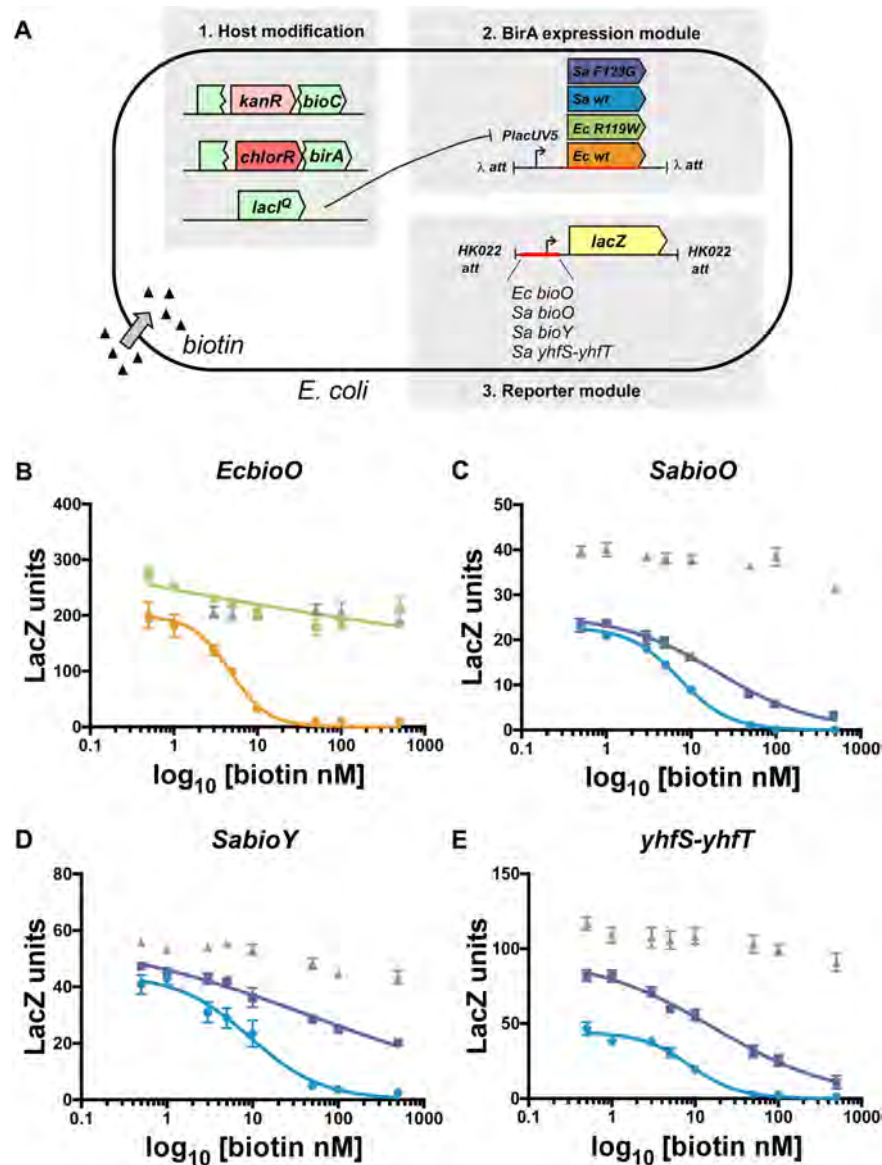 A
1. Host modification
2. BirA expression module
kanR
bioC
chlorR
birA
lacI^Q
Sa F123G
Sa wt
Ec R119W
Ec wt
PlacUV5
λ att
λ att
HK022
att
lacZ
HK022
att
Ec bioO
Sa bioO
Sa bioY
Sa yhfS-yhfT
biotin
E. coli
3. Reporter module
B
EcbioO
LacZ units
400
300
200
100
0
0.1 1 10 100 1000
log₁₀ [biotin nM]
C
SabioO
LacZ units
50
40
30
20
10
0
0.1 1 10 100 1000
log₁₀ [biotin nM]
D
SabioY
LacZ units
80
60
40
20
0
0.1 1 10 100 1000
log₁₀ [biotin nM]
E
yhfS-yhfT
LacZ units
150
100
50
0
0.1 1 10 100 1000
log₁₀ [biotin nM]